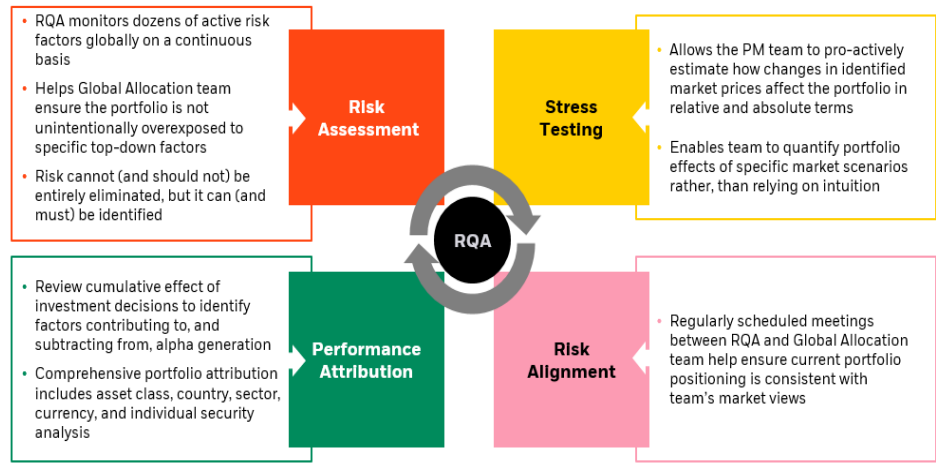 • RQA monitors dozens of active risk
factors globally on a continuous
basis
• Helps Global Allocation team
ensure the portfolio is not
unintentionally overexposed to
specific top-down factors
• Risk cannot (and should not) be
entirely eliminated, but it can (and
must) be identified
Risk
Assessment
Stress
Testing
• Allows the PM team to pro-actively
estimate how changes in identified
market prices affect the portfolio in
relative and absolute terms
• Enables team to quantify portfolio
effects of specific market scenarios
rather, than relying on intuition
RQA
• Review cumulative effect of
investment decisions to identify
factors contributing to, and
subtracting from, alpha generation
• Comprehensive portfolio attribution
includes asset class, country, sector,
currency, and individual security
analysis
Performance
Attribution
Risk
Alignment
• Regularly scheduled meetings
between RQA and Global Allocation
team help ensure current portfolio
positioning is consistent with
team's market views